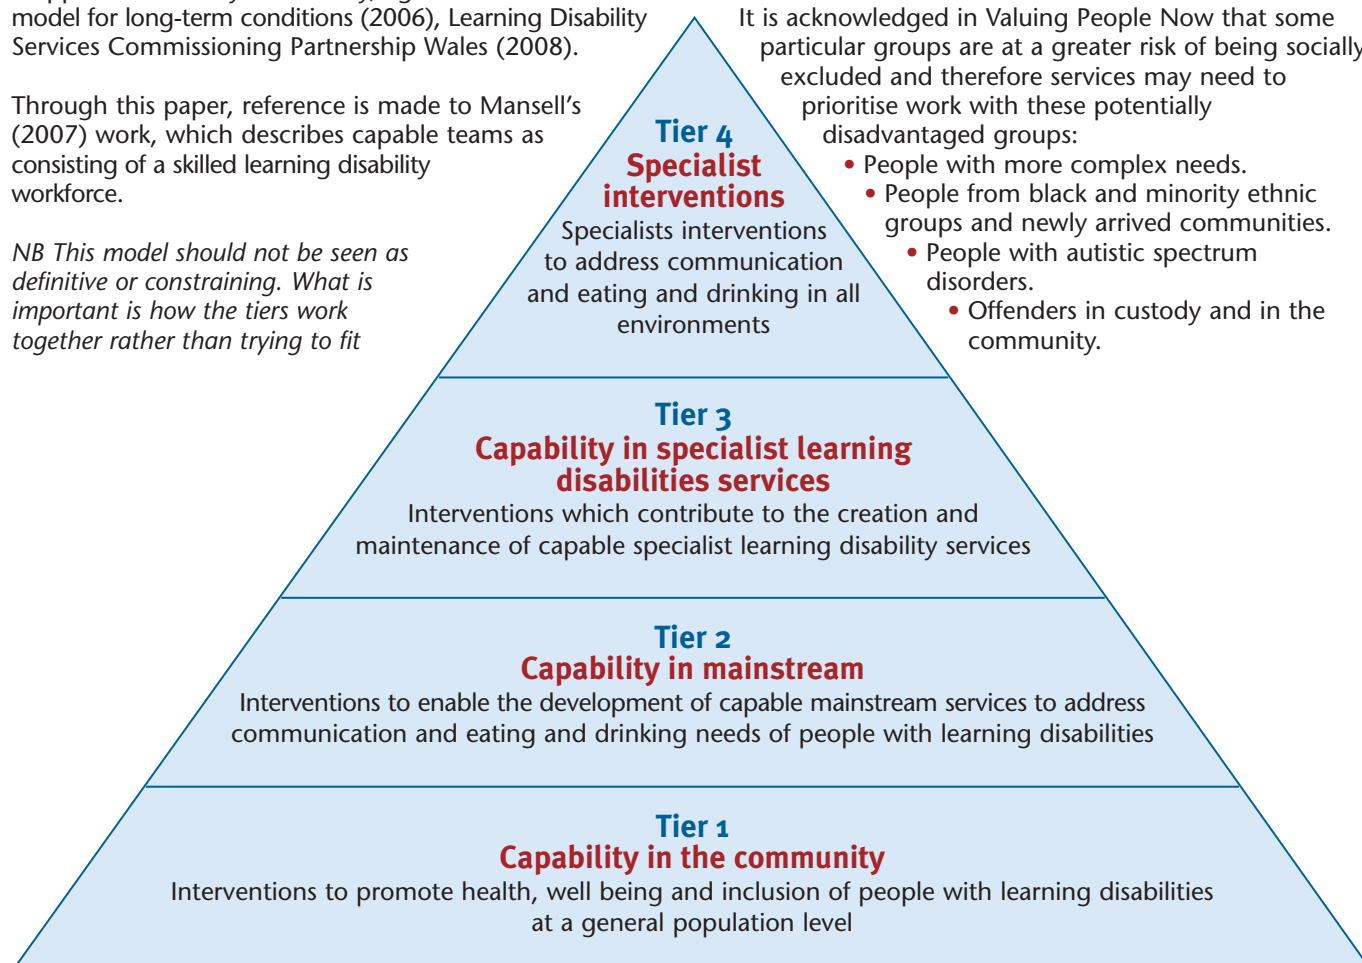 model for long-term conditions (2006), Learning Disability
Services Commissioning Partnership Wales (2008).
Through this paper, reference is made to Mansell’s
(2007) work, which describes capable teams as
consisting of a skilled learning disability
workforce.
NB This model should not be seen as
definitive or constraining. What is
important is how the tiers work
together rather than trying to fit
It is acknowledged in Valuing People Now that some
particular groups are at a greater risk of being socially
excluded and therefore services may need to
prioritise work with these potentially
disadvantaged groups:
• People with more complex needs.
• People from black and minority ethnic
groups and newly arrived communities.
• People with autistic spectrum
disorders.
• Offenders in custody and in the
community.
Tier 4
Specialist
interventions
Specialists interventions
to address communication
and eating and drinking in all
environments
Tier 3
Capability in specialist learning
disabilities services
Interventions which contribute to the creation and
maintenance of capable specialist learning disability services
Tier 2
Capability in mainstream
Interventions to enable the development of capable mainstream services to address
communication and eating and drinking needs of people with learning disabilities
Tier 1
Capability in the community
Interventions to promote health, well being and inclusion of people with learning disabilities
at a general population level